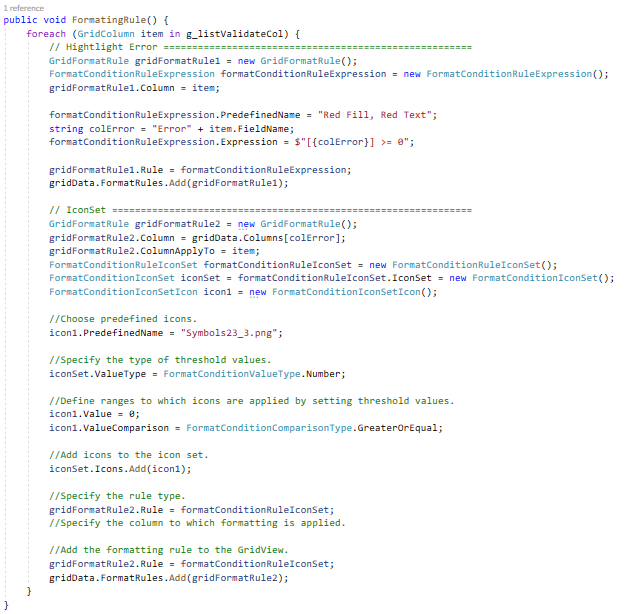 1 reference
public void FormatingRule() {
    foreach (GridColumn item in g_listValidateCol) {
        // Hightlight Error ======================================================
        GridFormatRule gridFormatRule1 = new GridFormatRule();
        FormatConditionRuleExpression formatConditionRuleExpression = new FormatConditionRuleExpression();
        gridFormatRule1.Column = item;

        formatConditionRuleExpression.PredefinedName = "Red Fill, Red Text";
        string colError = "Error" + item.FieldName;
        formatConditionRuleExpression.Expression = $"[{colError}] >= 0";

        gridFormatRule1.Rule = formatConditionRuleExpression;
        gridData.FormatRules.Add(gridFormatRule1);

        // IconSet ===============================================================
        GridFormatRule gridFormatRule2 = new GridFormatRule();
        gridFormatRule2.Column = gridData.Columns[colError];
        gridFormatRule2.ColumnApplyTo = item;
        FormatConditionRuleIconSet formatConditionRuleIconSet = new FormatConditionRuleIconSet();
        FormatConditionIconSet iconSet = formatConditionRuleIconSet.IconSet = new FormatConditionIconSet();
        FormatConditionIconSetIcon icon1 = new FormatConditionIconSetIcon();

        //Choose predefined icons.
        icon1.PredefinedName = "Symbols23_3.png";

        //Specify the type of threshold values.
        iconSet.ValueType = FormatConditionValueType.Number;

        //Define ranges to which icons are applied by setting threshold values.
        icon1.Value = 0;
        icon1.ValueComparison = FormatConditionComparisonType.GreaterOrEqual;

        //Add icons to the icon set.
        iconSet.Icons.Add(icon1);

        //Specify the rule type.
        gridFormatRule2.Rule = formatConditionRuleIconSet;
        //Specify the column to which formatting is applied.

        //Add the formatting rule to the GridView.
        gridFormatRule2.Rule = formatConditionRuleIconSet;
        gridData.FormatRules.Add(gridFormatRule2);
    }
}